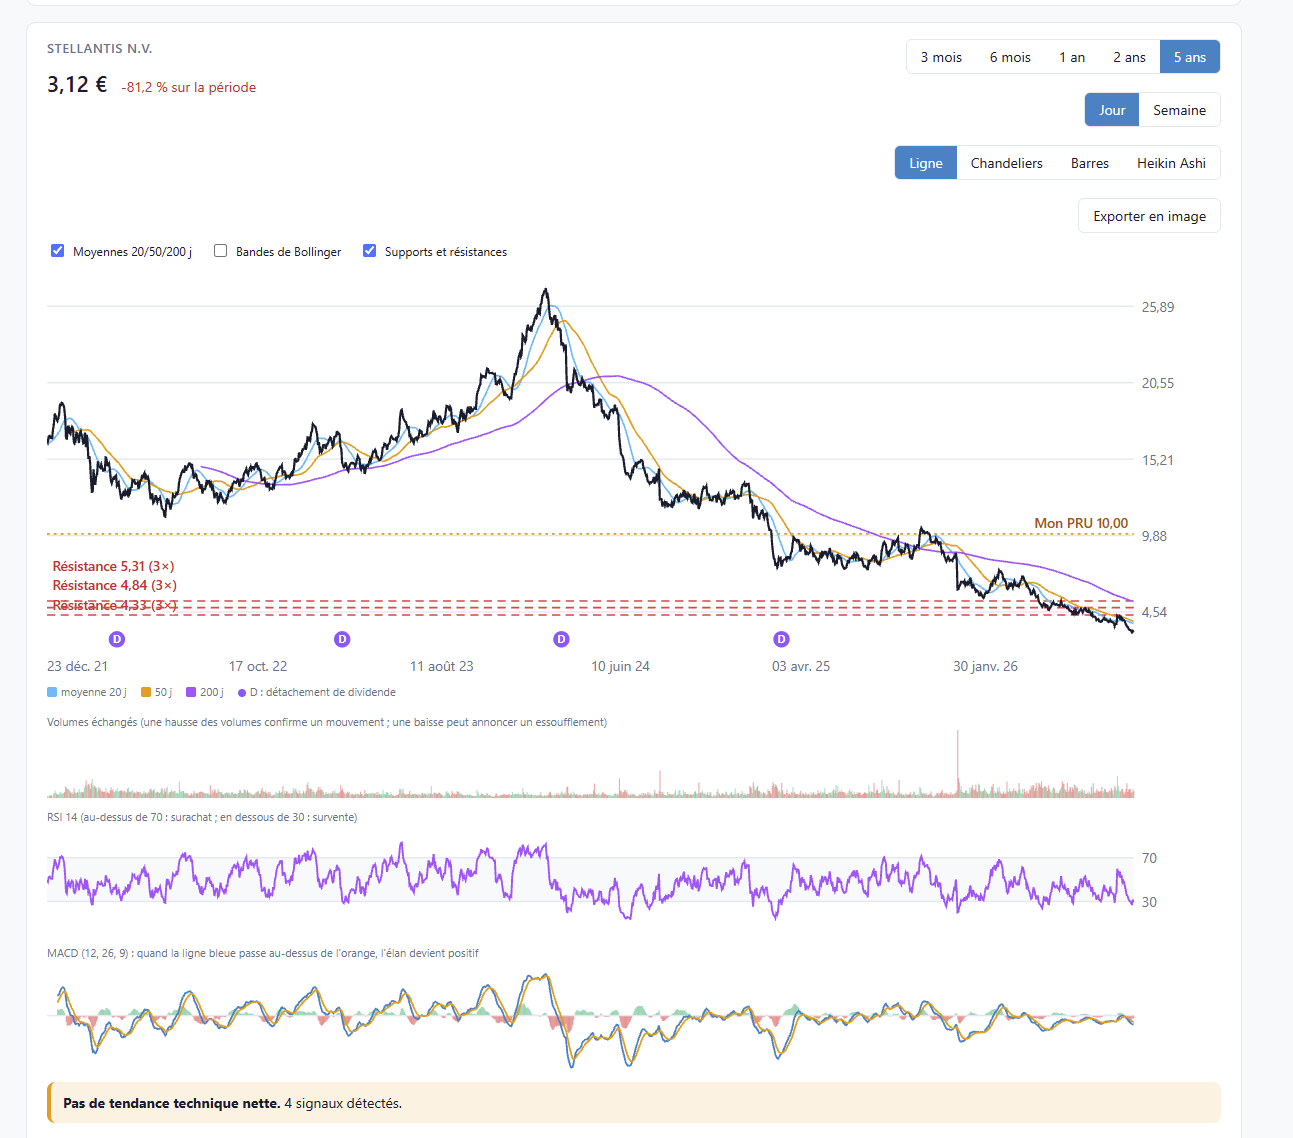 STELLANTIS N.V.
3,12 € -81,2 % sur la période
3 mois 6 mois 1 an 2 ans 5 ans
Jour Semaine
Ligne Chandeliers Barres Heikin Ashi
Exporter en image
Moyennes 20/50/200 j Bandes de Bollinger Supports et résistances
25,89
20,55
15,21
Mon PRU 10,00
9,88
Résistance 5,31 (3×)
Résistance 4,84 (3×)
Résistance 4,33 (3×)
4,54
D D D D
23 déc. 21 17 oct. 22 11 août 23 10 juin 24 03 avr. 25 30 janv. 26
moyenne 20 j 50 j 200 j D : détachement de dividende
Volumes échangés (une hausse des volumes confirme un mouvement ; une baisse peut annoncer un essoufflement)
RSI 14 (au-dessus de 70 : surachat ; en dessous de 30 : survente)
70
30
MACD (12, 26, 9) : quand la ligne bleue passe au-dessus de l'orange, l'élan devient positif
Pas de tendance technique nette. 4 signaux détectés.